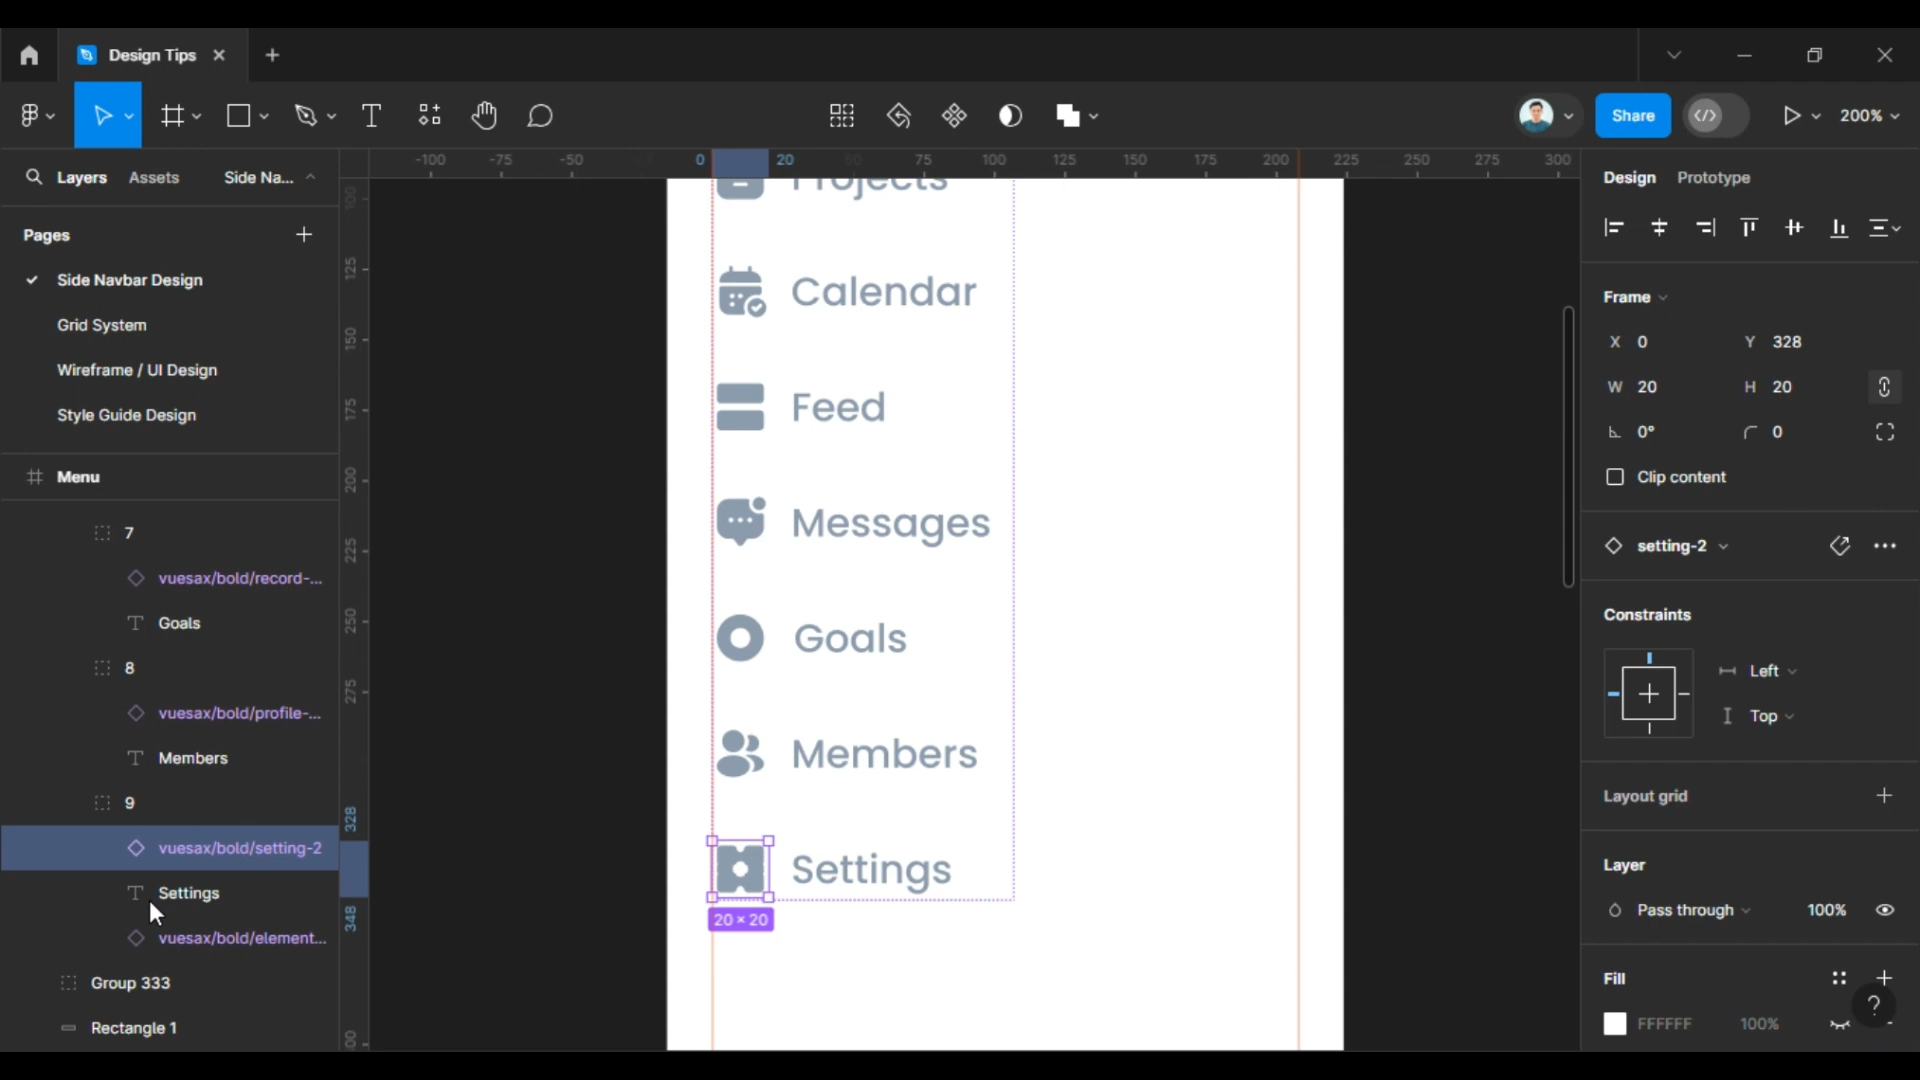 Design Tips
Share
200%
Layers
Assets
Side Na...
Pages
Side Navbar Design
Grid System
Wireframe / UI Design
Style Guide Design
Menu
7
vuesax/bold/record-...
Goals
8
vuesax/bold/profile-...
Members
9
vuesax/bold/setting-2
Settings
vuesax/bold/element...
Group 333
Rectangle 1
-100 -75 -50 0 20 75 100 125 150 175 200 225 250 275 300
100
125
150
175
200
225
250
275
328
348
Projects
Calendar
Feed
Messages
Goals
Members
Settings
20 × 20
Design
Prototype
Frame
X 0 Y 328
W 20 H 20
0° 0
Clip content
setting-2
Constraints
Left
Top
Layout grid
Layer
Pass through 100%
Fill
?
FFFFFF 100%